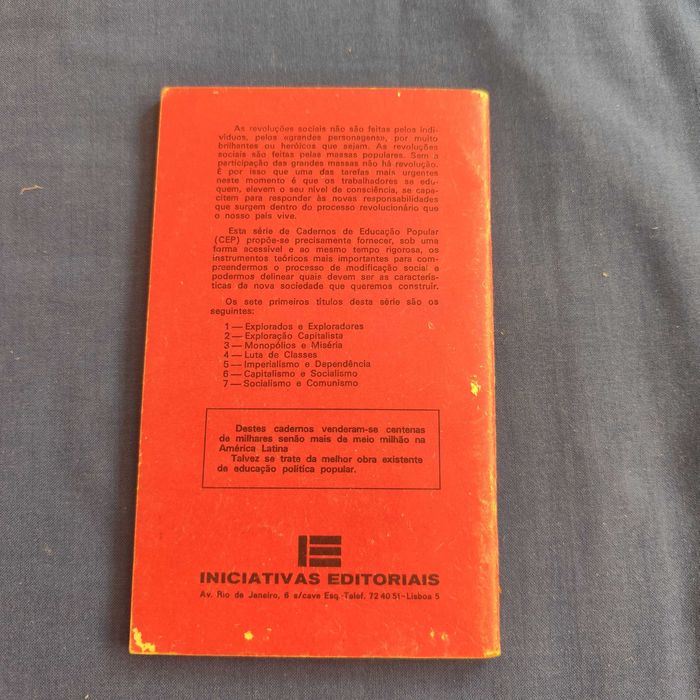 As revoluções sociais não são feitas pelos indi-
víduos, pelos «grandes personagens», por muito
brilhantes ou heróicos que sejam. As revoluções
sociais são feitas pelas massas populares. Sem a
participação das grandes massas não há revolução.
É por isso que uma das tarefas mais urgentes
neste momento é que os trabalhadores se edu-
quem, elevem o seu nível de consciência, se capa-
citem para responder às novas responsabilidades
que surgem dentro do processo revolucionário que
o nosso país vive.
Esta série de Cadernos de Educação Popular
(CEP) propõe-se precisamente fornecer, sob uma
forma acessível e ao mesmo tempo rigorosa, os
instrumentos teóricos mais importantes para com-
preendermos o processo de modificação social e
podermos delinear quais devem ser as caracterís-
ticas da nova sociedade que queremos construir.
Os sete primeiros títulos desta série são os
seguintes:
1 — Explorados e Exploradores
2 — Exploração Capitalista
3 — Monopólios e Miséria
4 — Luta de Classes
5 — Imperialismo e Dependência
6 — Capitalismo e Socialismo
7 — Socialismo e Comunismo
Destes cadernos venderam-se centenas
de milhares senão mais de meio milhão na
América Latina
Talvez se trate da melhor obra existente
de educação política popular.
INICIATIVAS EDITORIAIS
Av. Rio de Janeiro, 6 s/cave Esq.-Telef. 72 40 51-Lisboa 5